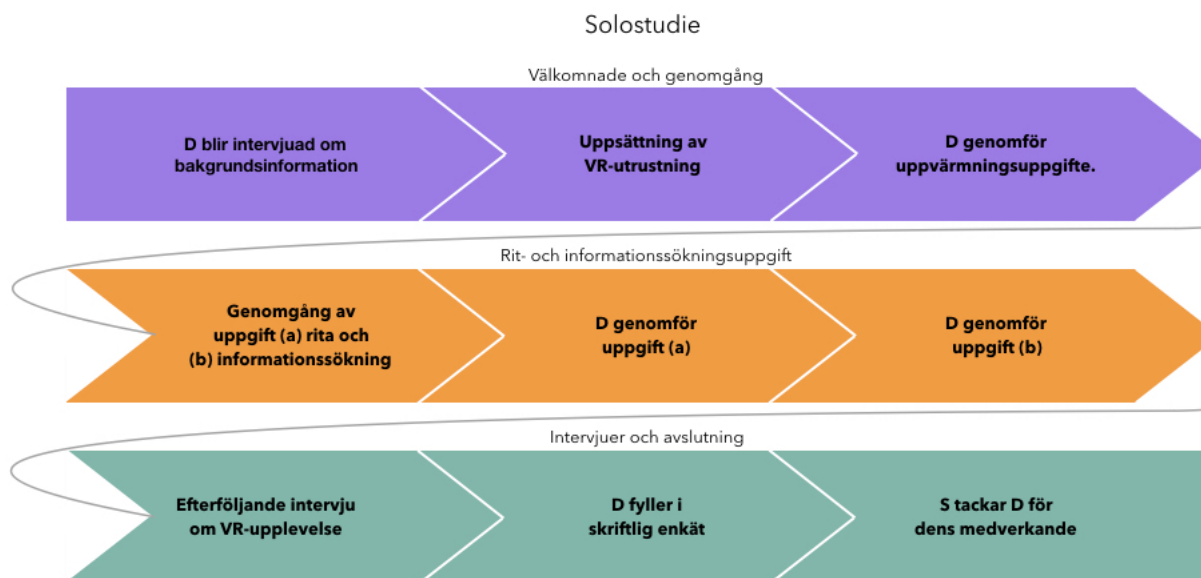 Solostudie
Välkomnade och genomgång
D blir intervjuad om
bakgrundsinformation
Uppsättning av
VR-utrustning
D genomför
uppvärmningsuppgifte.
Rit- och informationssökningsuppgift
Genomgång av
uppgift (a) rita och
(b) informationssökning
D genomför
uppgift (a)
D genomför
uppgift (b)
Intervjuer och avslutning
Efterföljande intervju
om VR-upplevelse
D fyller i
skriftlig enkät
S tackar D för
dens medverkande